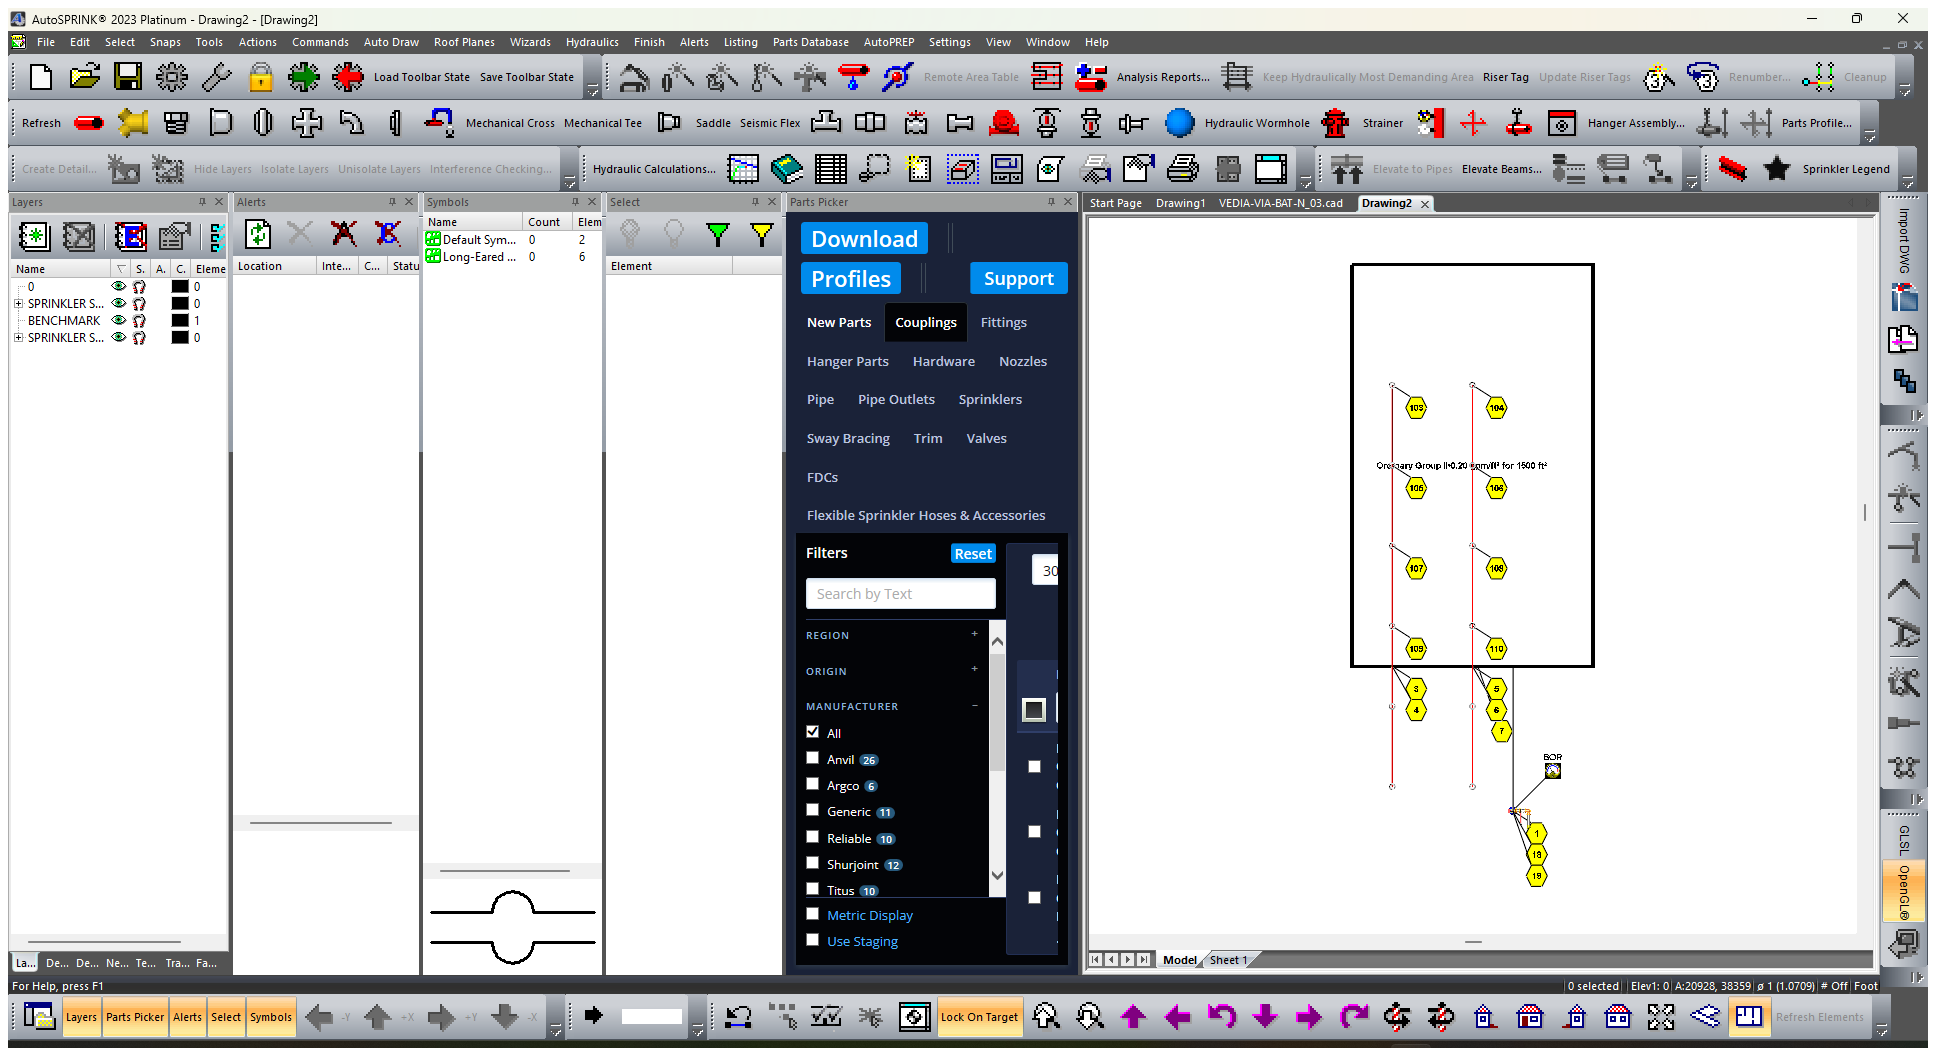 AutoSPRINK® 2023 Platinum - Drawing2 - [Drawing2]
File Edit Select Snaps Tools Actions Commands Auto Draw Roof Planes Wizards Hydraulics Finish Alerts Listing Parts Database AutoPREP Settings View Window Help
Load Toolbar State Save Toolbar State Remote Area Table Analysis Reports... Keep Hydraulically Most Demanding Area Riser Tag Update Riser Tags Renumber... Cleanup
Refresh Mechanical Cross Mechanical Tee Saddle Seismic Flex Hydraulic Wormhole Strainer Hanger Assembly... Parts Profile...
Create Detail... Hide Layers Isolate Layers Unisolate Layers Interference Checking... Hydraulic Calculations... Elevate to Pipes Elevate Beams... Sprinkler Legend
Layers
Name S. A. C. Eleme
0 0
SPRINKLER S... 0
BENCHMARK 1
SPRINKLER S... 0
La... De... De... Ne... Te... Tra... Fa...
Alerts
Location Inte... C... Statu
Symbols
Name Count Elem
Default Sym... 0 2
Long-Eared ... 0 6
Select
Element
Parts Picker
Download
Profiles Support
New Parts Couplings Fittings
Hanger Parts Hardware Nozzles
Pipe Pipe Outlets Sprinklers
Sway Bracing Trim Valves
FDCs
Flexible Sprinkler Hoses & Accessories
Filters Reset
30
Search by Text
REGION +
ORIGIN +
MANUFACTURER −
All
Anvil 26
Argco 6
Generic 11
Reliable 10
Shurjoint 12
Titus 10
Metric Display
Use Staging
Start Page Drawing1 VEDIA-VIA-BAT-N_03.cad Drawing2
103 104
for 1500 ft²
105 106
107 108
109 110
3 5
4 6
7
BOR
1
18
19
Model Sheet 1
Import DWG
GLSL
OpenGL®
For Help, press F1
0 selected Elev1: 0 A:20928, 38359 ø 1 (1.0709) # Off Foot
Layers Parts Picker Alerts Select Symbols -Y +X +Y -X Lock On Target Refresh Elements